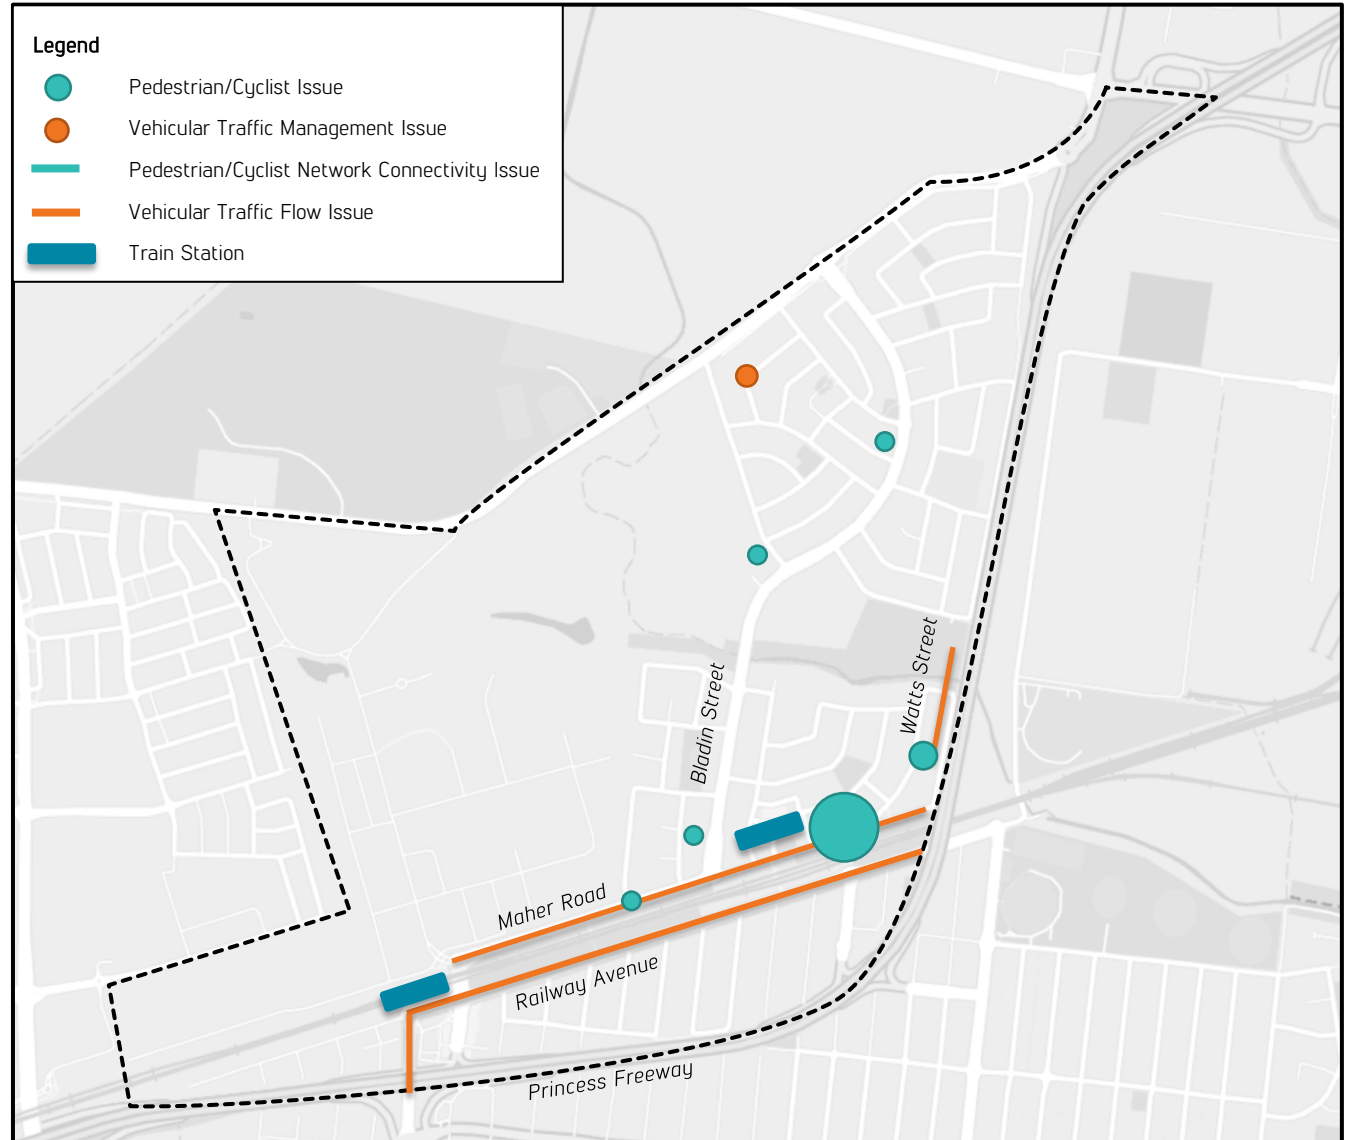 Legend
Pedestrian/Cyclist Issue
Vehicular Traffic Management Issue
Pedestrian/Cyclist Network Connectivity Issue
Vehicular Traffic Flow Issue
Train Station
Watts Street
Bladin Street
Maher Road
Railway Avenue
Princess Freeway